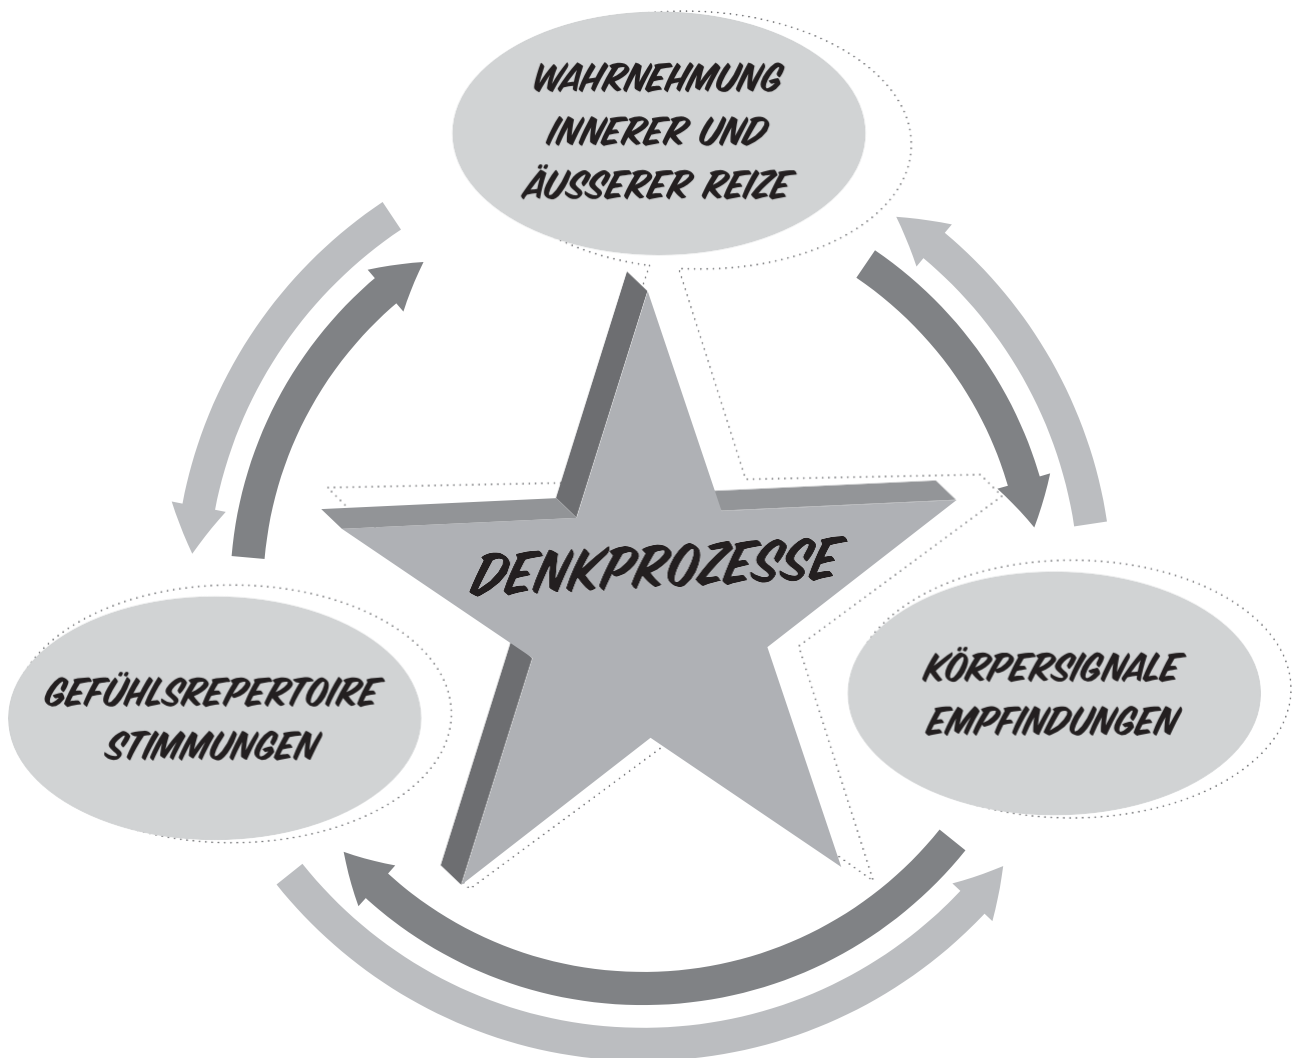 WAHRNEHMUNG
INNERER UND
ÄUSSERER REIZE
DENKPROZESSE
GEFÜHLSREPERTOIRE
STIMMUNGEN
KÖRPERSIGNALE
EMPFINDUNGEN